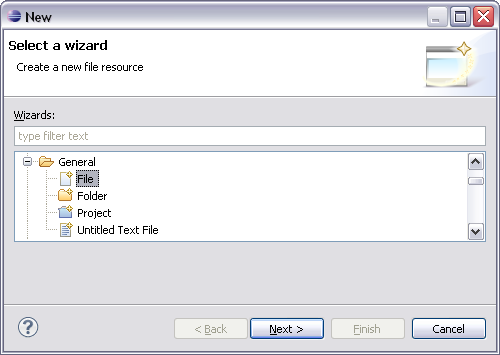 New
Select a wizard
Create a new file resource
Wizards:
type filter text
General
File
Folder
Project
Untitled Text File
?
< Back
Next >
Finish
Cancel